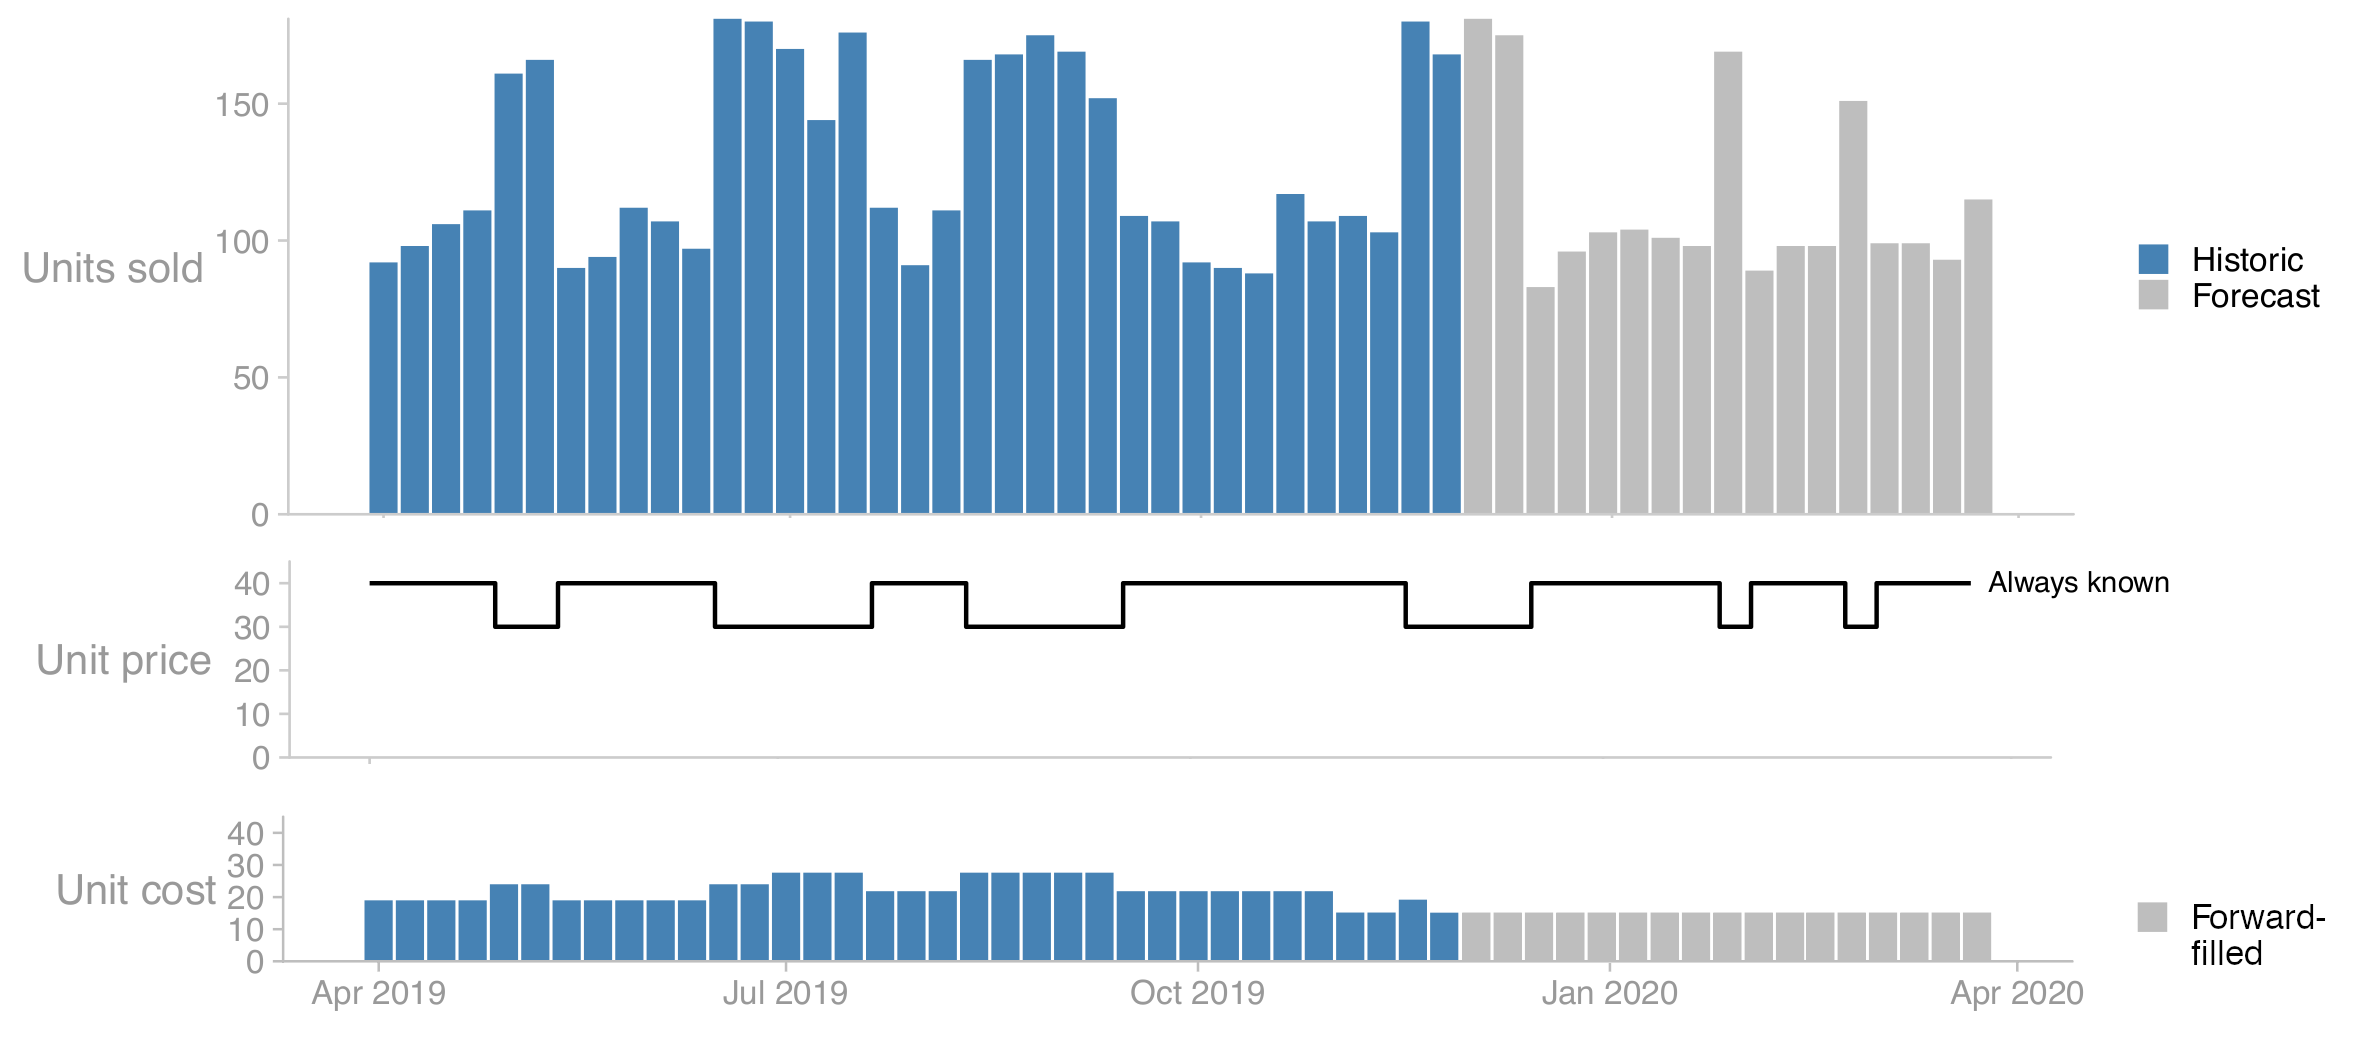 150
100
50
0
Units sold
Historic
Forecast
40
30
20
10
0
Unit price
Always known
40
30
20
10
0
Unit cost
Forward-
filled
Apr 2019
Jul 2019
Oct 2019
Jan 2020
Apr 2020